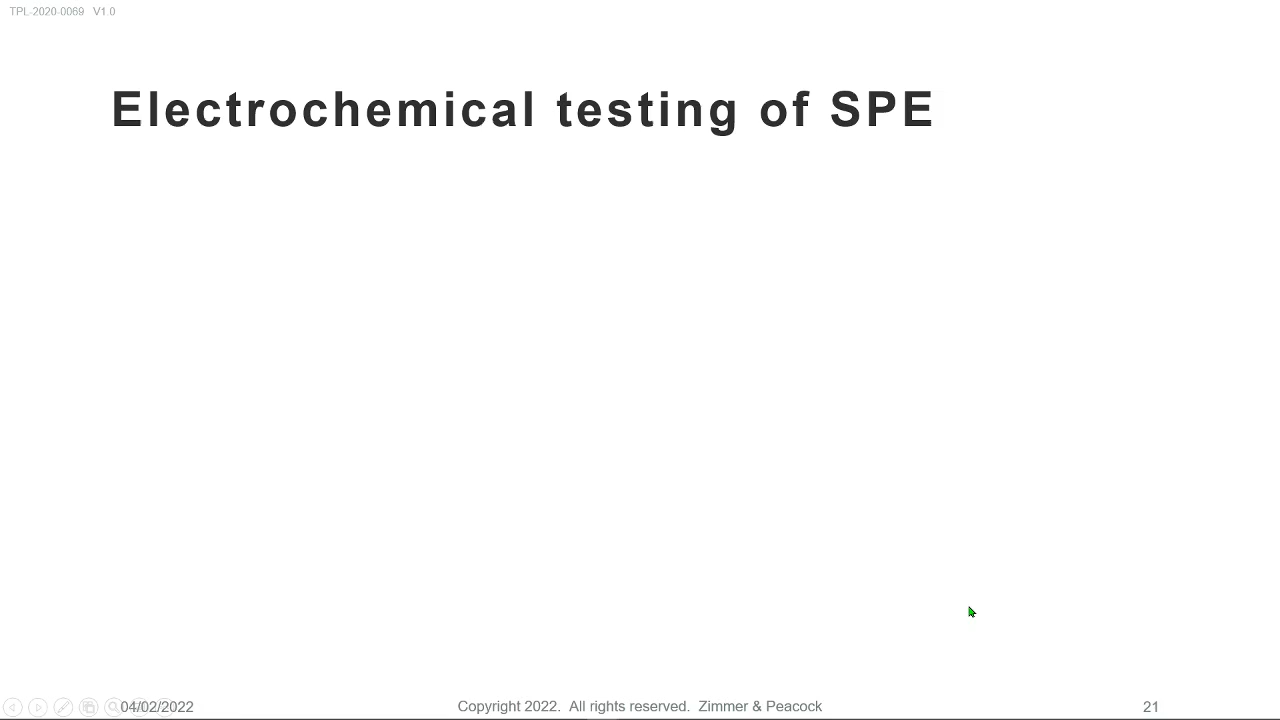 TPL-2020-0069 V1.0
Electrochemical testing of SPE
04/02/2022
Copyright 2022. All rights reserved. Zimmer & Peacock
21